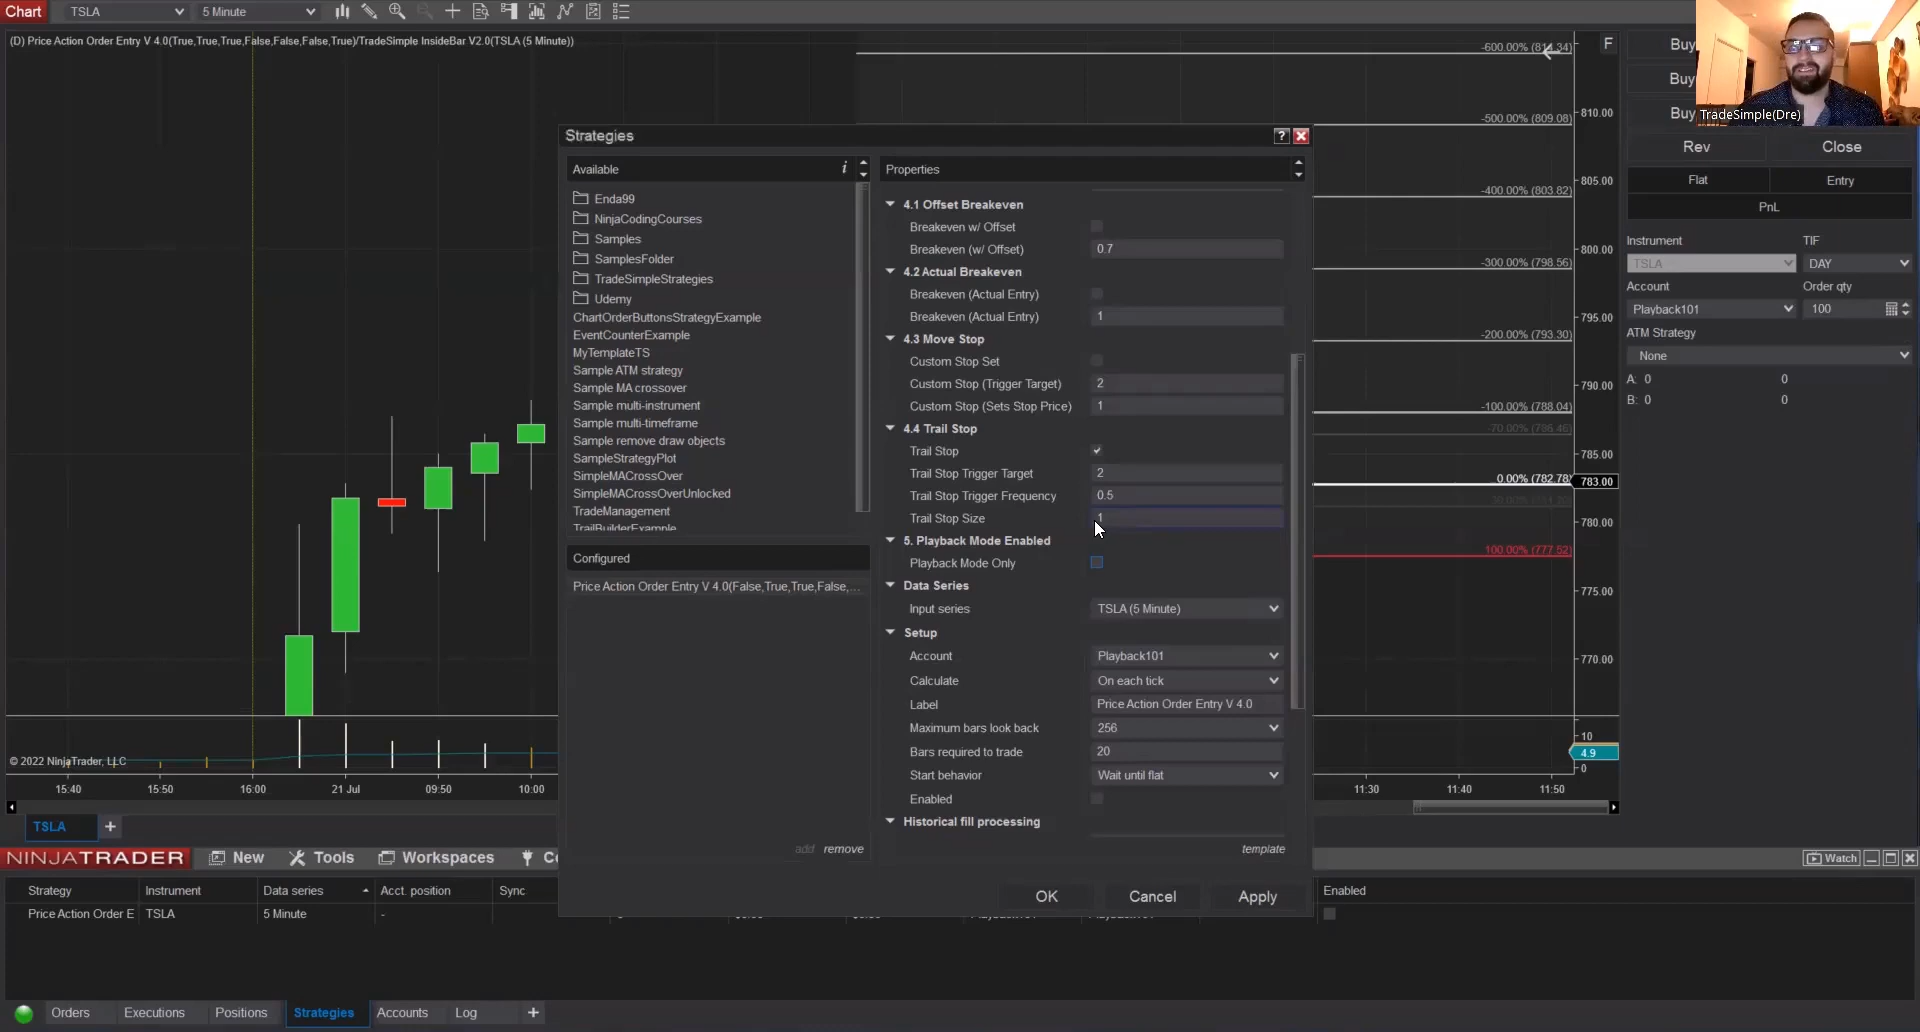 Chart TSLA 5 Minute
(D) Price Action Order Entry V 4.0(True,True,True,False,False,False,True)/TradeSimple InsideBar V2.0(TSLA (5 Minute))
-600.00% (814.34)
F
Buy
Buy
Buy
TradeSimple(Dre)
-500.00% (809.08)
810.00
Rev Close
-400.00% (803.82)
805.00
Flat Entry
PnL
800.00
-300.00% (798.56)
795.00
-200.00% (793.30)
790.00
-100.00% (788.04)
-70.00% (786.46)
785.00
0.00% (782.78)
783.00
780.00
100.00% (777.52)
775.00
770.00
10
4.9
0
Instrument TIF
TSLA DAY
Account Order qty
Playback101 100
ATM Strategy
None
A: 0 0
B: 0 0
Strategies
?
Available i
Enda99
NinjaCodingCourses
Samples
SamplesFolder
TradeSimpleStrategies
Udemy
ChartOrderButtonsStrategyExample
EventCounterExample
MyTemplateTS
Sample ATM strategy
Sample MA crossover
Sample multi-instrument
Sample multi-timeframe
Sample remove draw objects
SampleStrategyPlot
SimpleMACrossOver
SimpleMACrossOverUnlocked
TradeManagement
TrailBuilderExample
Configured
Price Action Order Entry V 4.0(False,True,True,False,...
add remove
Properties
4.1 Offset Breakeven
Breakeven w/ Offset
Breakeven (w/ Offset) 0.7
4.2 Actual Breakeven
Breakeven (Actual Entry)
Breakeven (Actual Entry) 1
4.3 Move Stop
Custom Stop Set
Custom Stop (Trigger Target) 2
Custom Stop (Sets Stop Price) 1
4.4 Trail Stop
Trail Stop
Trail Stop Trigger Target 2
Trail Stop Trigger Frequency 0.5
Trail Stop Size 1
5. Playback Mode Enabled
Playback Mode Only
Data Series
Input series TSLA (5 Minute)
Setup
Account Playback101
Calculate On each tick
Label Price Action Order Entry V 4.0
Maximum bars look back 256
Bars required to trade 20
Start behavior Wait until flat
Enabled
Historical fill processing
template
OK Cancel Apply
© 2022 NinjaTrader, LLC
15:40 15:50 16:00 21 Jul 09:50 10:00 11:30 11:40 11:50
TSLA +
NINJATRADER New Tools Workspaces Watch
Strategy Instrument Data series Acct. position Sync Enabled
Price Action Order E TSLA 5 Minute -
Orders Executions Positions Strategies Accounts Log +